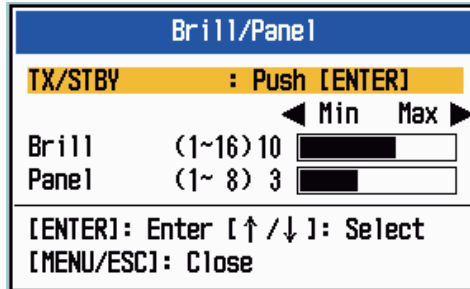 Brill/Panel
TX/STBY : Push [ENTER]
◀ Min Max ▶
Brill (1~16) 10
Panel (1~ 8) 3
[ENTER]: Enter [↑/↓]: Select
[MENU/ESC]: Close